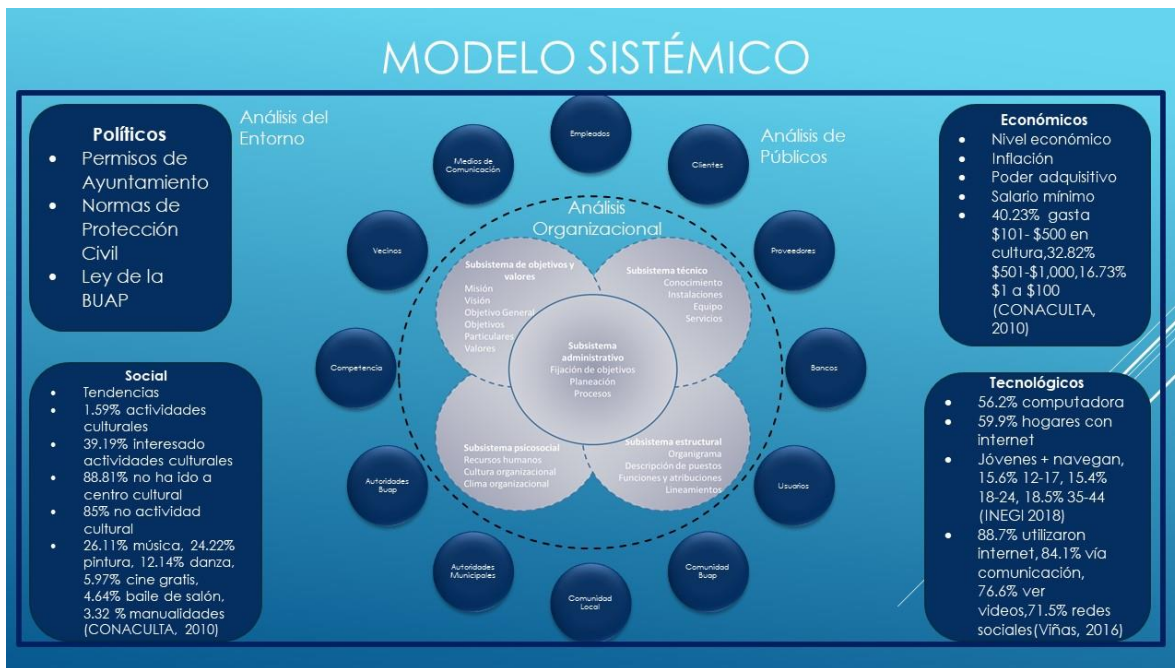 MODELO SISTÉMICO
Políticos
• Permisos de
Ayuntamiento
• Normas de
Protección
Civil
• Ley de la
BUAP
Análisis del
Entorno
Social
• Tendencias
• 1.59% actividades
culturales
• 39.19% interesado
actividades culturales
• 88.81% no ha ido a
centro cultural
• 85% no actividad
cultural
• 26.11% música, 24.22%
pintura, 12.14% danza,
5.97% cine gratis,
4.64% baile de salón,
3.32 % manualidades
(CONACULTA, 2010)
Empleados
Clientes
Proveedores
Bancos
Usuarios
Comunidad
Buap
Comunidad
Local
Autoridades
Municipales
Autoridades
Buap
Competencia
Vecinos
Medios de
Comunicación
Análisis
Organizacional
Subsistema de objetivos y
valores
Misión
Visión
Objetivo General
Objetivos
Particulares
Valores
Subsistema técnico
Conocimiento
Instalaciones
Equipo
Servicios
Subsistema
administrativo
Fijación de objetivos
Planeación
Procesos
Subsistema psicosocial
Recursos humanos
Cultura organizacional
Clima organizacional
Subsistema estructural
Organigrama
Descripción de puestos
Funciones y atribuciones
Lineamientos
Análisis de
Públicos
Económicos
• Nivel económico
• Inflación
• Poder adquisitivo
• Salario mínimo
• 40.23% gasta
$101- $500 en
cultura,32.82%
$501-$1,000,16.73%
$1 a $100
(CONACULTA,
2010)
Tecnológicos
• 56.2% computadora
• 59.9% hogares con
internet
• Jóvenes + navegan,
15.6% 12-17, 15.4%
18-24, 18.5% 35-44
(INEGI 2018)
• 88.7% utilizaron
internet, 84.1% vía
comunicación,
76.6% ver
videos,71.5% redes
sociales(Viñas, 2016)